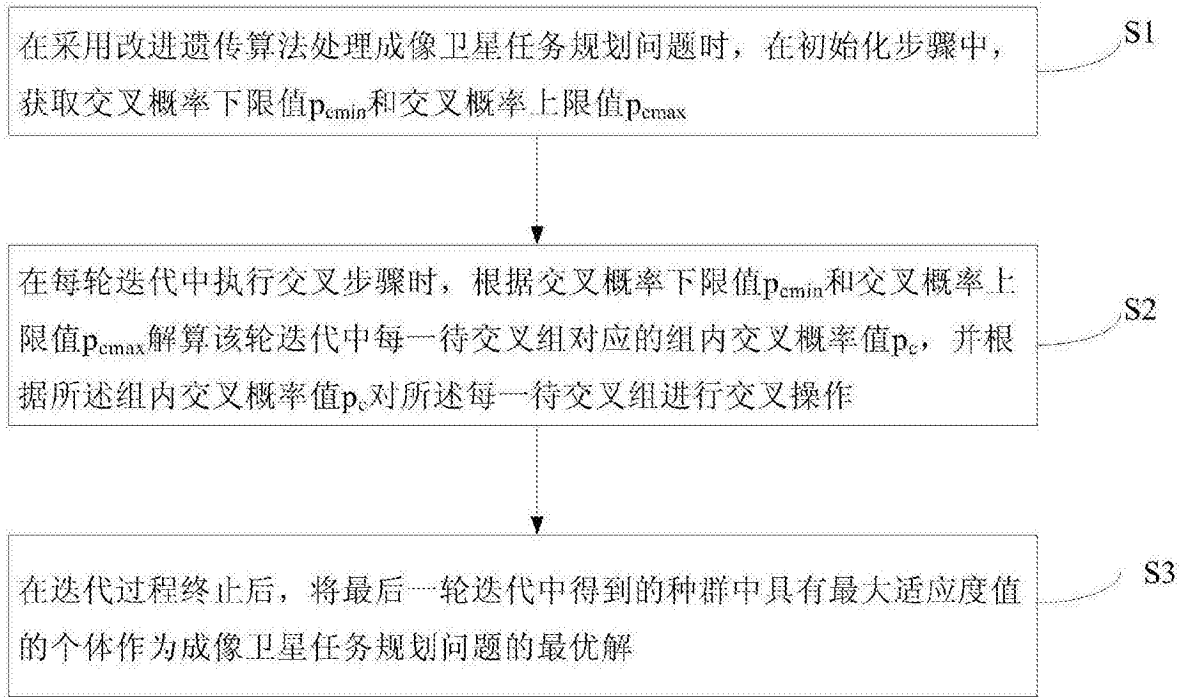 在采用改进遗传算法处理成像卫星任务规划问题时，在初始化步骤中，
获取交叉概率下限值pcmin和交叉概率上限值pcmax
S1
在每轮迭代中执行交叉步骤时，根据交叉概率下限值pcmin和交叉概率上
限值pcmax解算该轮迭代中每一待交叉组对应的组内交叉概率值pc，并根
据所述组内交叉概率值pc对所述每一待交叉组进行交叉操作
S2
在迭代过程终止后，将最后一轮迭代中得到的种群中具有最大适应度值
的个体作为成像卫星任务规划问题的最优解
S3